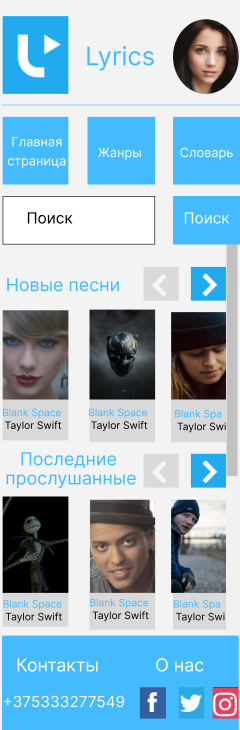 Lyrics
Главная
страница
Жанры
Словарь
Поиск
Поиск
Новые песни
Blank Space
Taylor Swift
Blank Space
Taylor Swift
Blank Spa
Taylor Swi
Последние
прослушанные
Blank Space
Taylor Swift
Blank Space
Taylor Swift
Blank Spa
Taylor Swi
Контакты
О нас
+375333277549